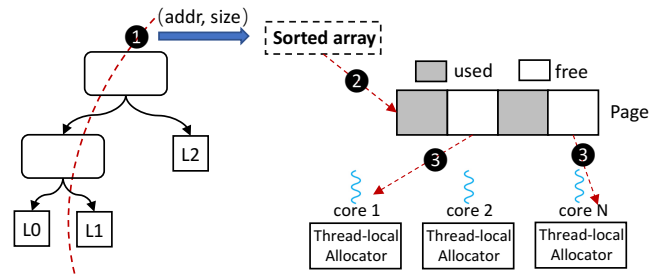 1
(addr, size)
Sorted array
2
used
free
Page
L2
3
3
L0
L1
core 1
core 2
core N
Thread-local
Allocator
Thread-local
Allocator
Thread-local
Allocator